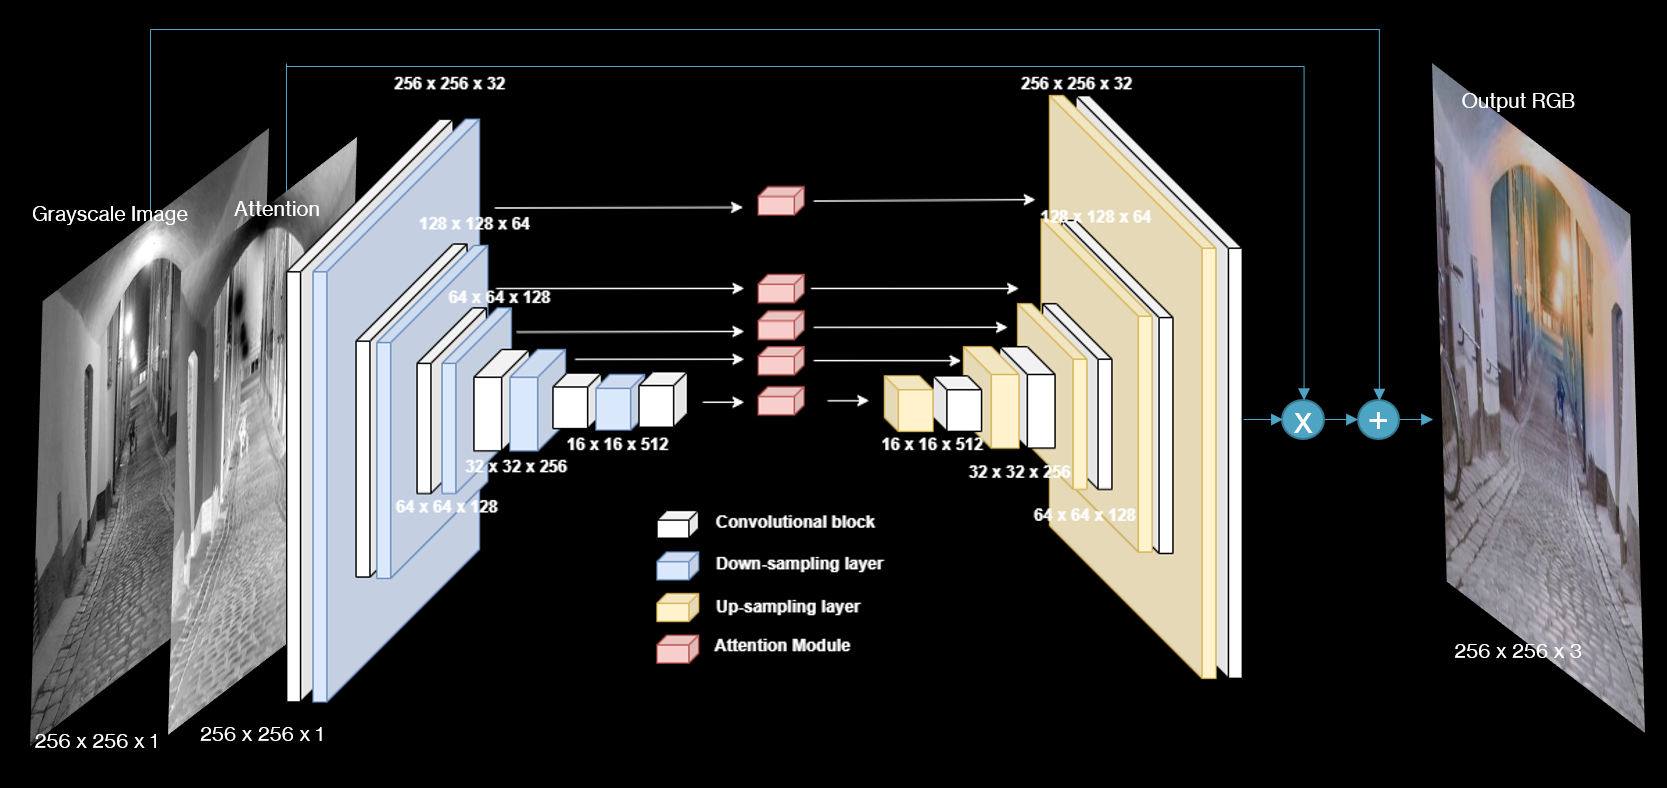 256 x 256 x 32
256 x 256 x 32
Output RGB
Grayscale Image
Attention
128 x 128 x 64
128 x 128 x 64
64 x 64 x 128
X
+
16 x 16 x 512
16 x 16 x 512
32 x 32 x 256
32 x 32 x 256
64 x 64 x 128
64 x 64 x 128
Convolutional block
Down-sampling layer
Up-sampling layer
Attention Module
256 x 256 x 3
256 x 256 x 1
256 x 256 x 1